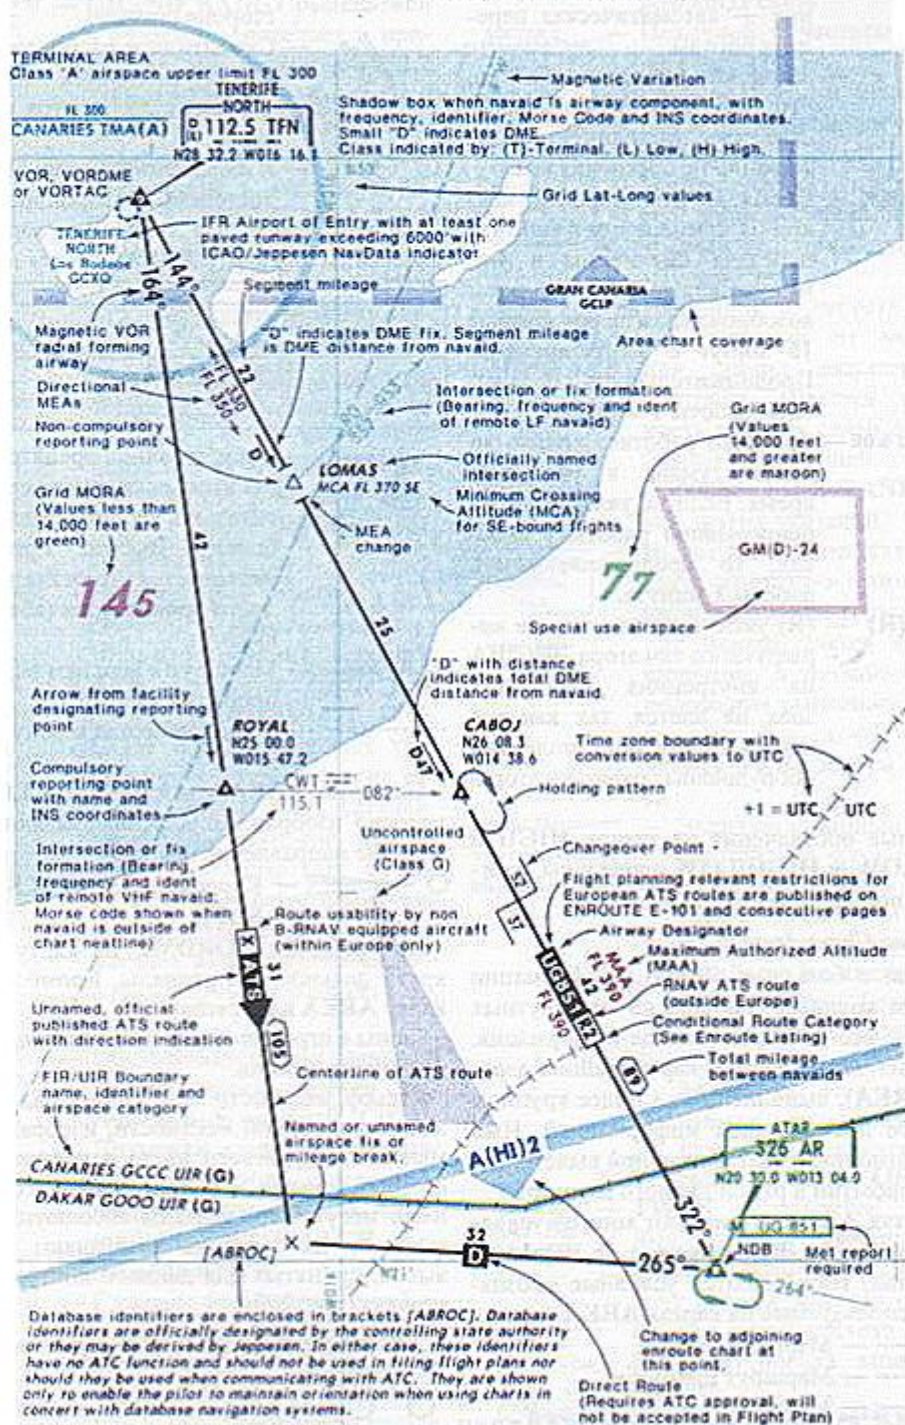 TERMINAL AREA
Class 'A' airspace upper limit FL 300
FL 300
CANARIES TMA(A)
TENERIFE
NORTH
D
(L) 112.5 TFN
N28 32.2 W016 16.
Magnetic Variation
Shadow box when navaid is airway component, with
frequency, identifier, Morse Code and INS coordinates.
Small "D" indicates DME.
Class indicated by: (T)-Terminal, (L) Low, (H) High.
VOR, VORDME
or VORTAC
Grid Lat-Long values
TENERIFE
NORTH
Los Rodeos
GCXO
IFR Airport of Entry with at least one
paved runway exceeding 6000' with
ICAO/Jeppesen NavData indicator
164°
144°
Segment mileage
GRAN CANARIA
GCLP
Magnetic VOR
radial forming
airway
"D" indicates DME fix. Segment mileage
is DME distance from navaid.
Area chart coverage
Directional
MEAs
22
FL 330
FL 350
D
Intersection or fix formation
(Bearing, frequency and ident
of remote LF navaid)
Grid MORA
(Values
14,000 feet
and greater
are maroon)
Non-compulsory
reporting point
LOMAS
MCA FL 370 SE
Officially named
intersection
Minimum Crossing
Altitude (MCA)
for SE-bound flights
Grid MORA
(Values less than
14,000 feet are
green)
MEA
change
42
145
77
GM(D)-24
25
Special use airspace
"D" with distance
indicates total DME
distance from navaid.
Arrow from facility
designating reporting
point
ROYAL
N25 00.0
W015 47.2
D47
CABOJ
N26 08.3
W014 38.6
Time zone boundary with
conversion values to UTC
Compulsory
reporting point
with name and
INS coordinates
CWT
115.1
082°
Holding pattern
+1 = UTC
UTC
Intersection or fix
formation (Bearing,
frequency and ident
of remote VHF navaid.
Morse code shown when
navaid is outside of
chart neatline)
Uncontrolled
airspace
(Class G)
Changeover Point
52
37
Flight planning relevant restrictions for
European ATS routes are published on
ENROUTE E-101 and consecutive pages
Route usability by non
B-RNAV equipped aircraft
(within Europe only)
X
ATS
31
Airway Designator
UG851
R2
MAA
FL 390
42
FL 390
Maximum Authorized Altitude
(MAA)
RNAV ATS route
(outside Europe)
Conditional Route Category
(See Enroute Listing)
Unnamed, official
published ATS route
with direction indication
105
89
Total mileage
between navaids
FIR/UIR Boundary
name, identifier and
airspace category
Centerline of ATS route
Named or unnamed
airspace fix or
mileage break.
A(HI)2
ATAR
326 AR
W013 04.0
CANARIES GCCC UIR (G)
DAKAR GOOO UIR (G)
322°
UG 851
[ABROC]
32
D
265°
NDB
Met report
required
264°
Database identifiers are enclosed in brackets [ABROC]. Database
identifiers are officially designated by the controlling state authority
or they may be derived by Jeppesen. In either case, these identifiers
have no ATC function and should not be used in filing flight plans nor
should they be used when communicating with ATC. They are shown
only to enable the pilot to maintain orientation when using charts in
concert with database navigation systems.
Change to adjoining
enroute chart at
this point.
Direct Route
(Requires ATC approval, will
not be accepted in Flight Plan)